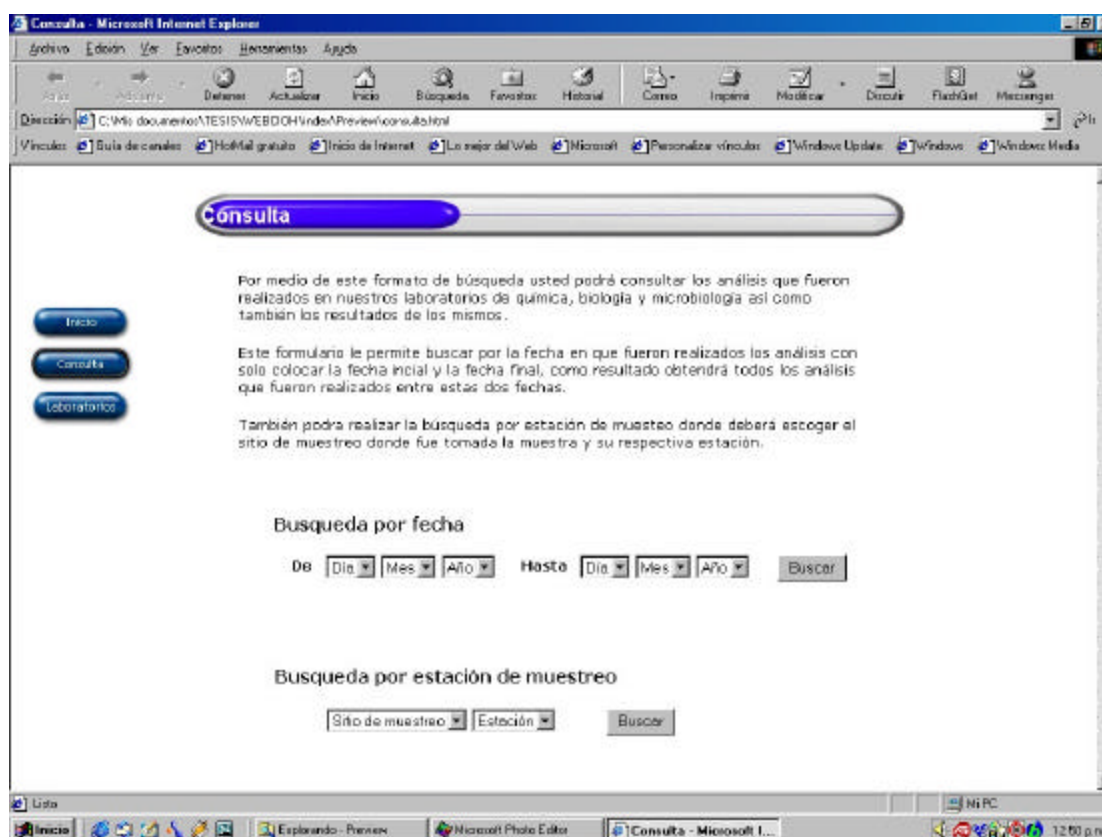 Consulta - Microsoft Internet Explorer
Archivo Edición Ver Favoritos Herramientas Ayuda
Atrás Adelante Detener Actualizar Inicio Búsqueda Favoritos Historial Correo Imprimir Modificar Discutir FlashGet Messenger
Dirección C:\Mis documentos\TESIS\WEBDOH\index\Preview\consulta.html
Vínculos Guía de canales HotMail gratuito Inicio de Internet Lo mejor del Web Microsoft Personalizar vínculos Windows Update Windows Windows Media
Consulta
Por medio de este formato de búsqueda usted podrá consultar los análisis que fueron
realizados en nuestros laboratorios de química, biología y microbiología asi como
también los resultados de los mismos.
Inicio
Consulta
Laboratorios
Este formulario le permite buscar por la fecha en que fueron realizados los análisis con
solo colocar la fecha incial y la fecha final, como resultado obtendrá todos los análisis
que fueron realizados entre estas dos fechas.
También podra realizar la búsqueda por estación de muesteo donde deberá escoger el
sitio de muestreo donde fue tomada la muestra y su respectiva estación.
Busqueda por fecha
De Día Mes Año Hasta Día Mes Año Buscar
Busqueda por estación de muestreo
Sitio de muestreo Estación Buscar
Listo Mi PC
Inicio Explorando - Preview Microsoft Photo Editor Consulta - Microsoft I... 12:50 p.m.